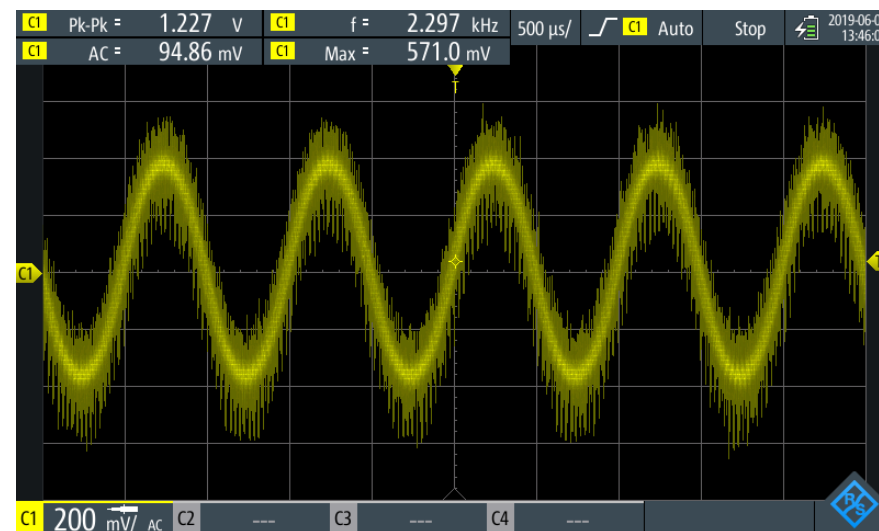 C1 Pk-Pk = 1.227 V C1 f = 2.297 kHz 500 µs/ C1 Auto Stop 2019-06-0
C1 AC = 94.86 mV C1 Max = 571.0 mV 13:46:0
T
C1 T
C1 200 mV/ AC C2 --- C3 --- C4 --- R&S